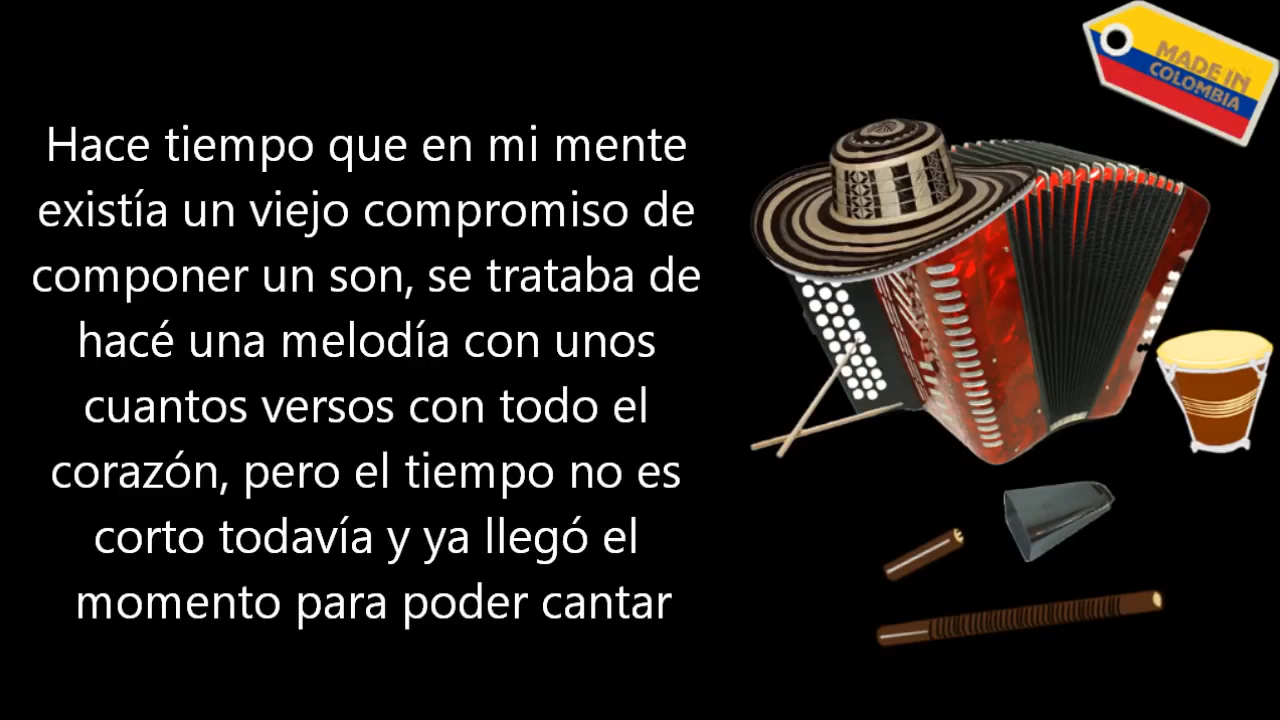 Hace tiempo que en mi mente
existía un viejo compromiso de
componer un son, se trataba de
hacé una melodía con unos
cuantos versos con todo el
corazón, pero el tiempo no es
corto todavía y ya llegó el
momento para poder cantar
MADE IN
COLOMBIA